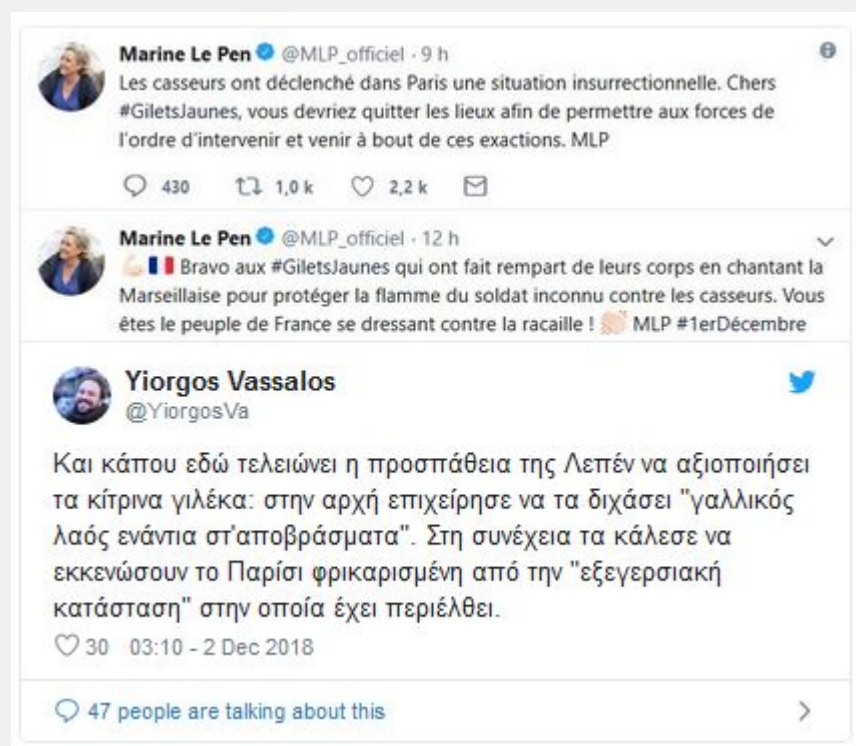 Marine Le Pen @MLP_officiel · 9 h
Les casseurs ont déclenché dans Paris une situation insurrectionnelle. Chers
#GiletsJaunes, vous devriez quitter les lieux afin de permettre aux forces de
l'ordre d'intervenir et venir à bout de ces exactions. MLP
430 1,0 k 2,2 k
Marine Le Pen @MLP_officiel · 12 h
💪🏻🇫🇷 Bravo aux #GiletsJaunes qui ont fait rempart de leurs corps en chantant la
Marseillaise pour protéger la flamme du soldat inconnu contre les casseurs. Vous
êtes le peuple de France se dressant contre la racaille ! 👏🏻 MLP #1erDécembre
Yiorgos Vassalos
@YiorgosVa
Και κάπου εδώ τελειώνει η προσπάθεια της Λεπέν να αξιοποιήσει
τα κίτρινα γιλέκα: στην αρχή επιχείρησε να τα διχάσει "γαλλικός
λαός ενάντια στ'αποβράσματα". Στη συνέχεια τα κάλεσε να
εκκενώσουν το Παρίσι φρικαρισμένη από την "εξεγερσιακή
κατάσταση" στην οποία έχει περιέλθει.
30 03:10 - 2 Dec 2018
47 people are talking about this